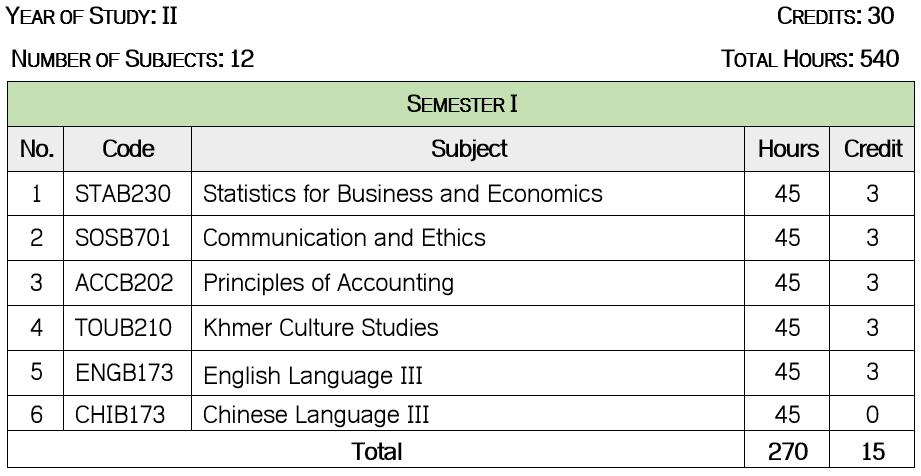 YEAR OF STUDY: II CREDITS: 30
NUMBER OF SUBJECTS: 12 TOTAL HOURS: 540
SEMESTER I
No. Code Subject Hours Credit
1 STAB230 Statistics for Business and Economics 45 3
2 SOSB701 Communication and Ethics 45 3
3 ACCB202 Principles of Accounting 45 3
4 TOUB210 Khmer Culture Studies 45 3
5 ENGB173 English Language III 45 3
6 CHIB173 Chinese Language III 45 0
Total 270 15